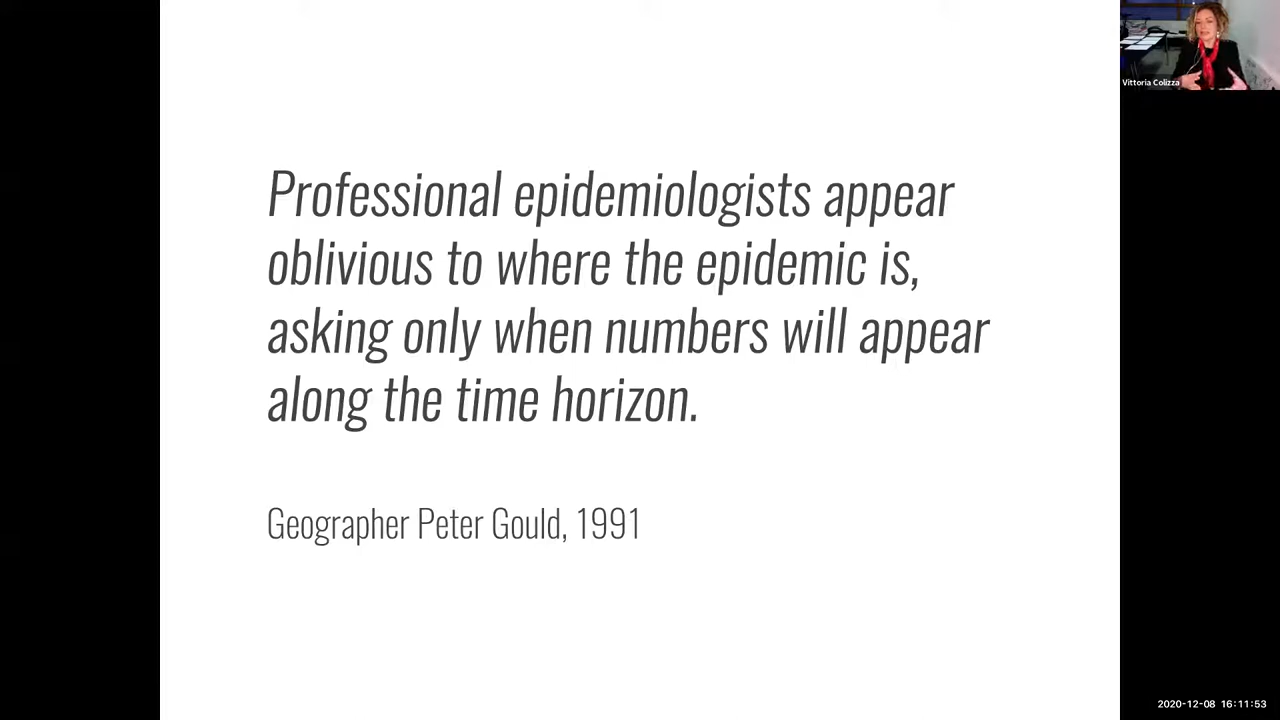 Vittoria Colizza
Professional epidemiologists appear
oblivious to where the epidemic is,
asking only when numbers will appear
along the time horizon.
Geographer Peter Gould, 1991
2020-12-08 16:11:53